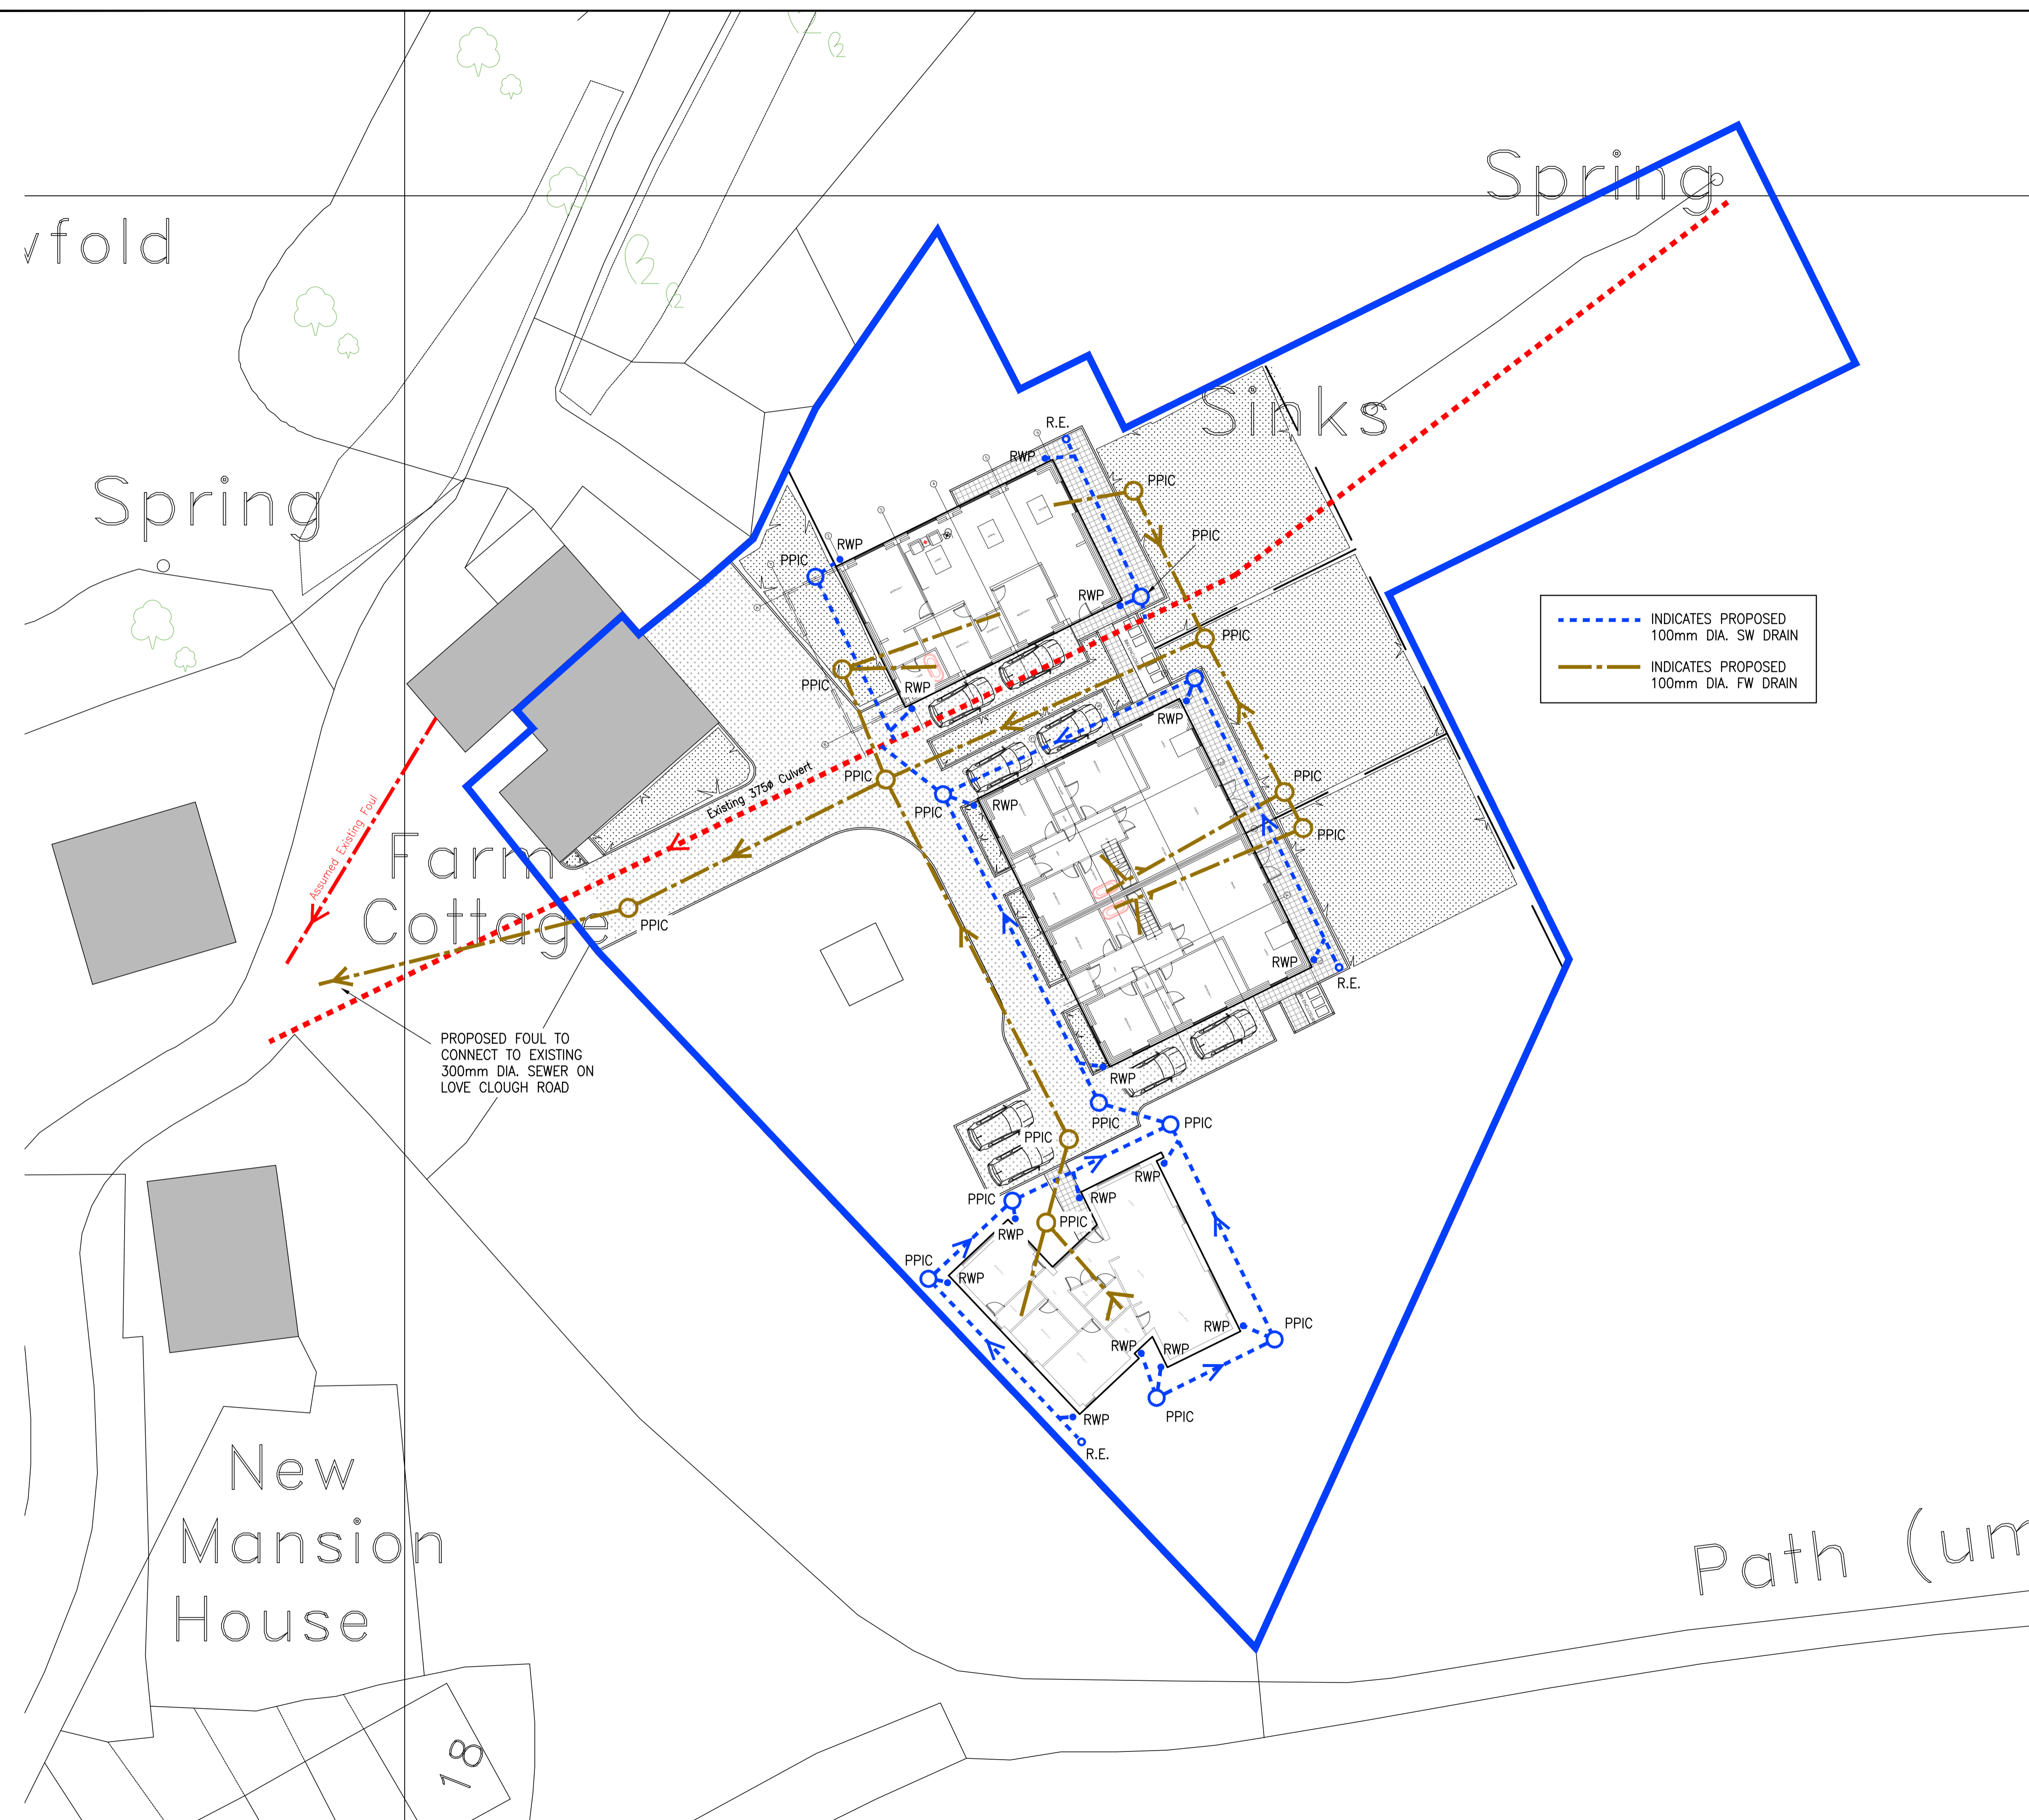 Spring
wfold
Sinks
R.E.
RWP
PPIC
Spring
PPIC
RWP
PPIC
RWP
INDICATES PROPOSED
100mm DIA. SW DRAIN
INDICATES PROPOSED
100mm DIA. FW DRAIN
PPIC
PPIC
RWP
RWP
Existing 375ø Culvert
PPIC
PPIC
RWP
PPIC
PPIC
Assumed Existing Foul
Farm
Cottage
PPIC
RWP
R.E.
PROPOSED FOUL TO
CONNECT TO EXISTING
300mm DIA. SEWER ON
LOVE CLOUGH ROAD
RWP
PPIC
PPIC
PPIC
RWP
PPIC
RWP
PPIC
RWP
PPIC
RWP
RWP
PPIC
RWP
RWP
PPIC
RWP
R.E.
New
Mansion
House
Path (um
18